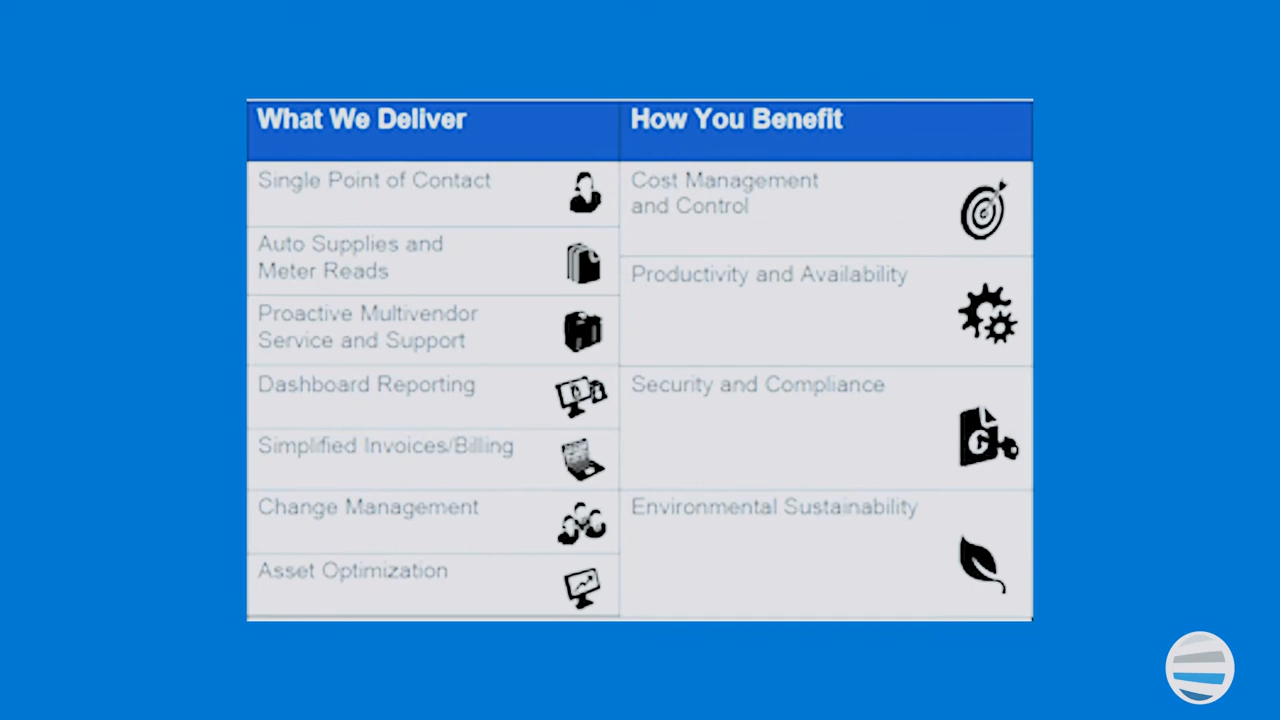 What We Deliver
How You Benefit
Single Point of Contact
Auto Supplies and
Meter Reads
Proactive Multivendor
Service and Support
Dashboard Reporting
Simplified Invoices/Billing
Change Management
Asset Optimization
Cost Management
and Control
Productivity and Availability
Security and Compliance
Environmental Sustainability